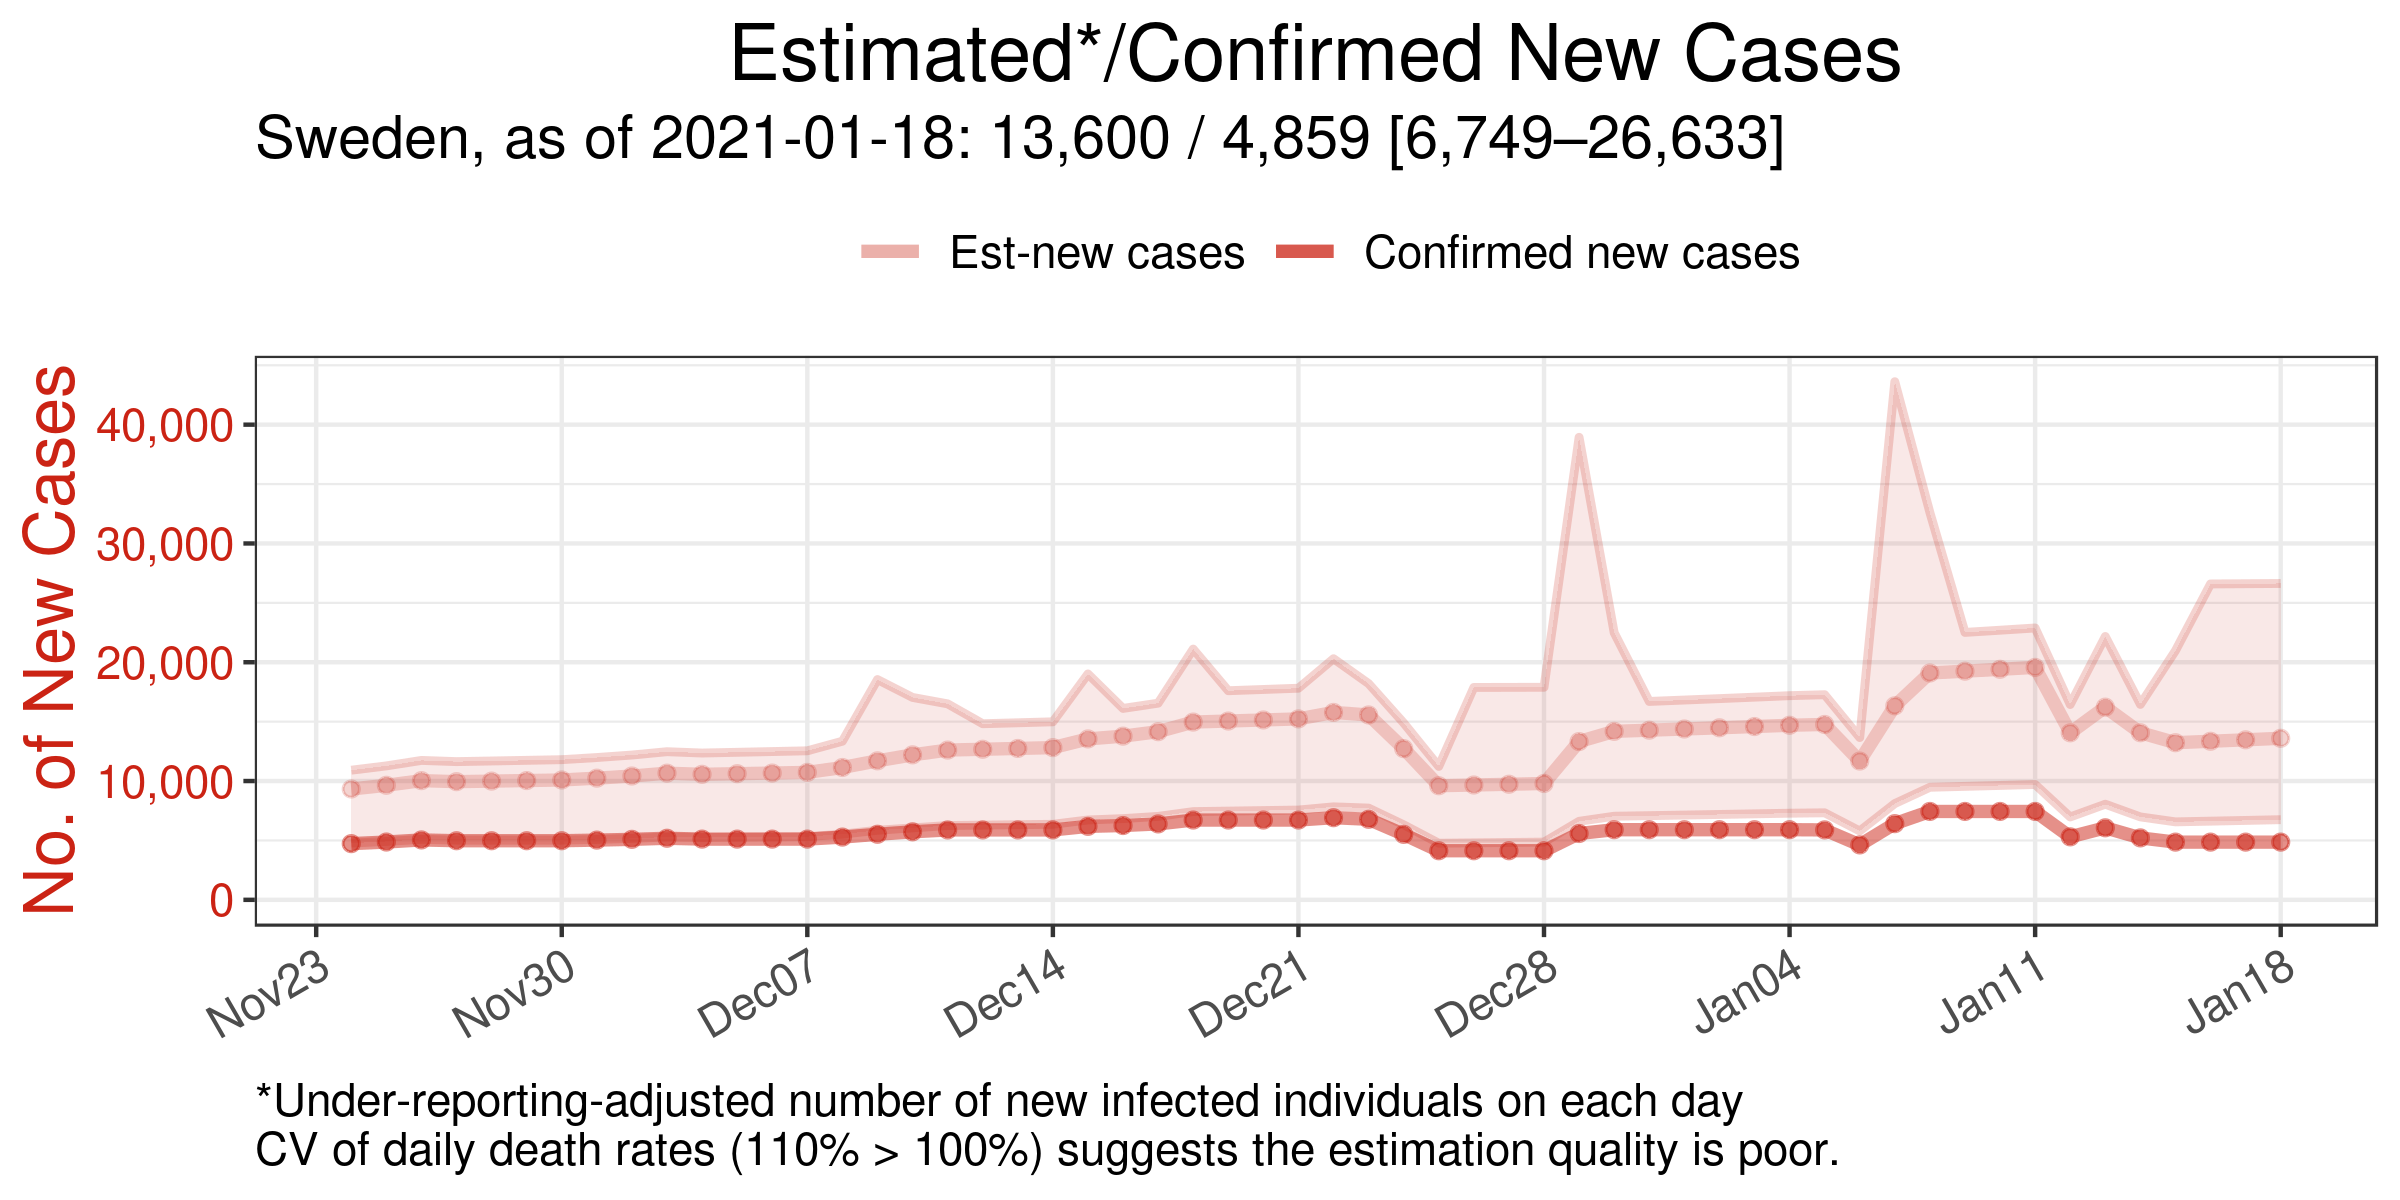 Estimated*/Confirmed New Cases
Sweden, as of 2021-01-18: 13,600 / 4,859 [6,749–26,633]
Est-new cases
Confirmed new cases
No. of New Cases
40,000
30,000
20,000
10,000
0
Nov23
Nov30
Dec07
Dec14
Dec21
Dec28
Jan04
Jan11
Jan18
*Under-reporting-adjusted number of new infected individuals on each day
CV of daily death rates (110% > 100%) suggests the estimation quality is poor.